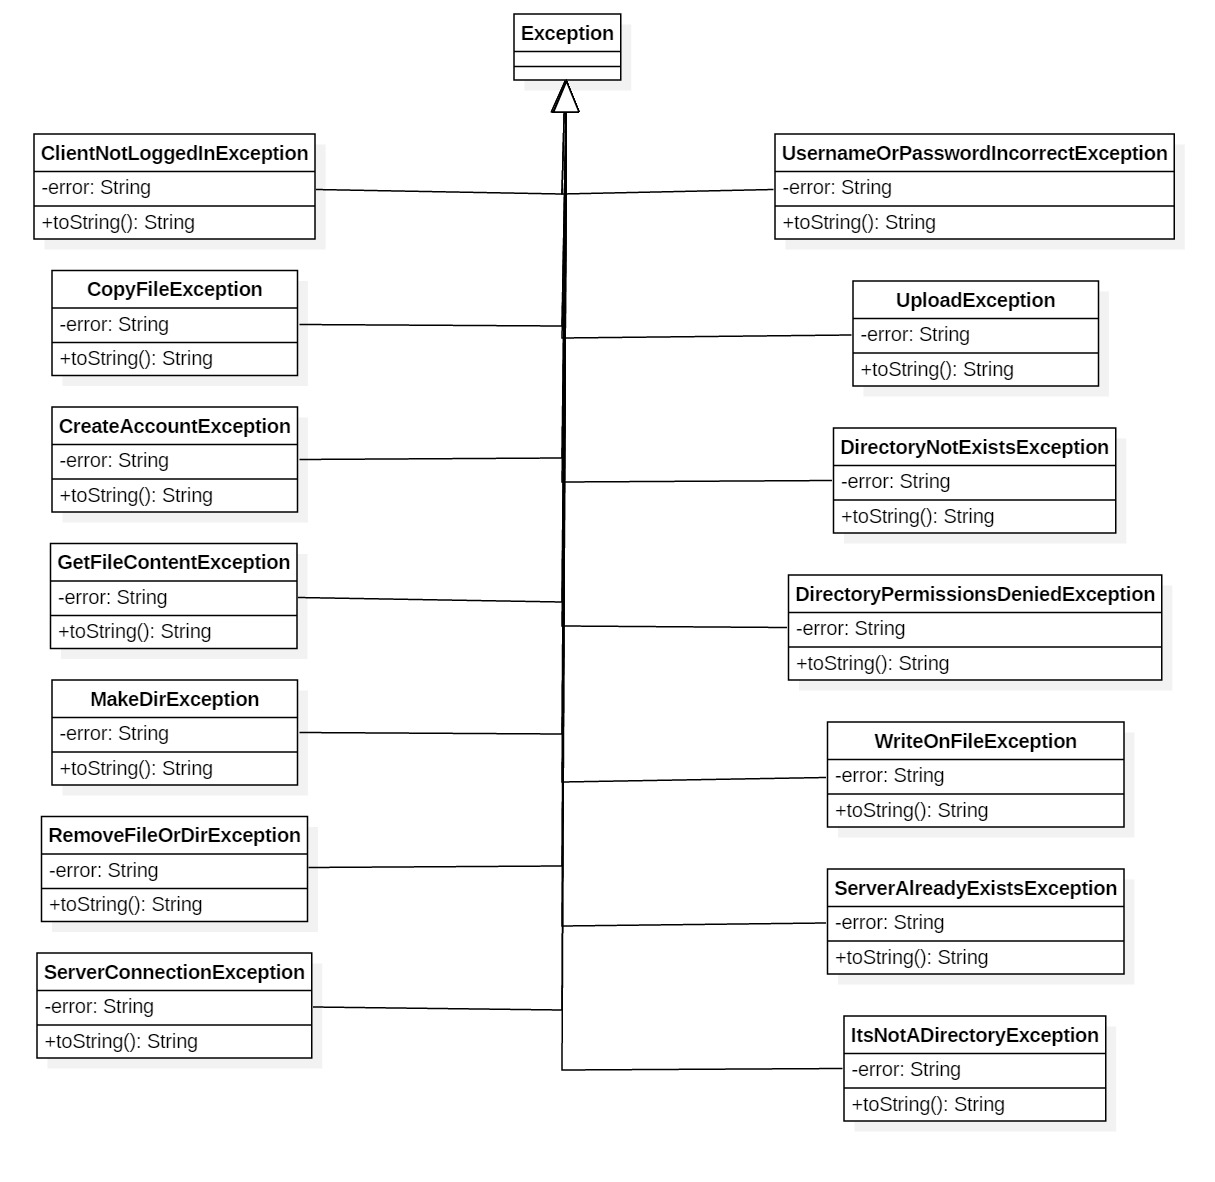 Exception
ClientNotLoggedInException
-error: String
+toString(): String
CopyFileException
-error: String
+toString(): String
CreateAccountException
-error: String
+toString(): String
GetFileContentException
-error: String
+toString(): String
MakeDirException
-error: String
+toString(): String
RemoveFileOrDirException
-error: String
+toString(): String
ServerConnectionException
-error: String
+toString(): String
UsernameOrPasswordIncorrectException
-error: String
+toString(): String
UploadException
-error: String
+toString(): String
DirectoryNotExistsException
-error: String
+toString(): String
DirectoryPermissionsDeniedException
-error: String
+toString(): String
WriteOnFileException
-error: String
+toString(): String
ServerAlreadyExistsException
-error: String
+toString(): String
ItsNotADirectoryException
-error: String
+toString(): String